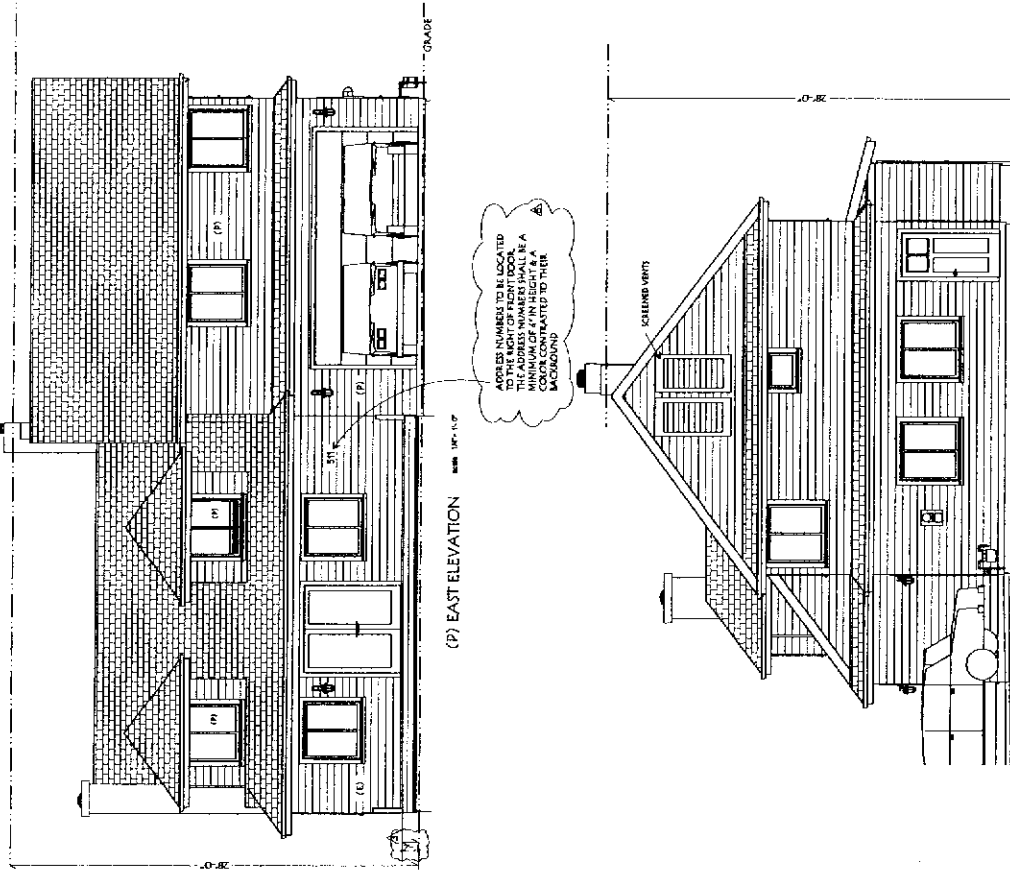 GRADE
28'-0"
28'-0"
(P)
(P)
(P)
(P)
(E)
511
ADDRESS NUMBERS TO BE LOCATED
TO THE RIGHT OF FRONT DOOR.
THE ADDRESS NUMBERS SHALL BE A
MINIMUM OF 4" IN HEIGHT & A
COLOR CONTRASTED TO THEIR
BACKGROUND
(P) EAST ELEVATION
SCREENED VENTS